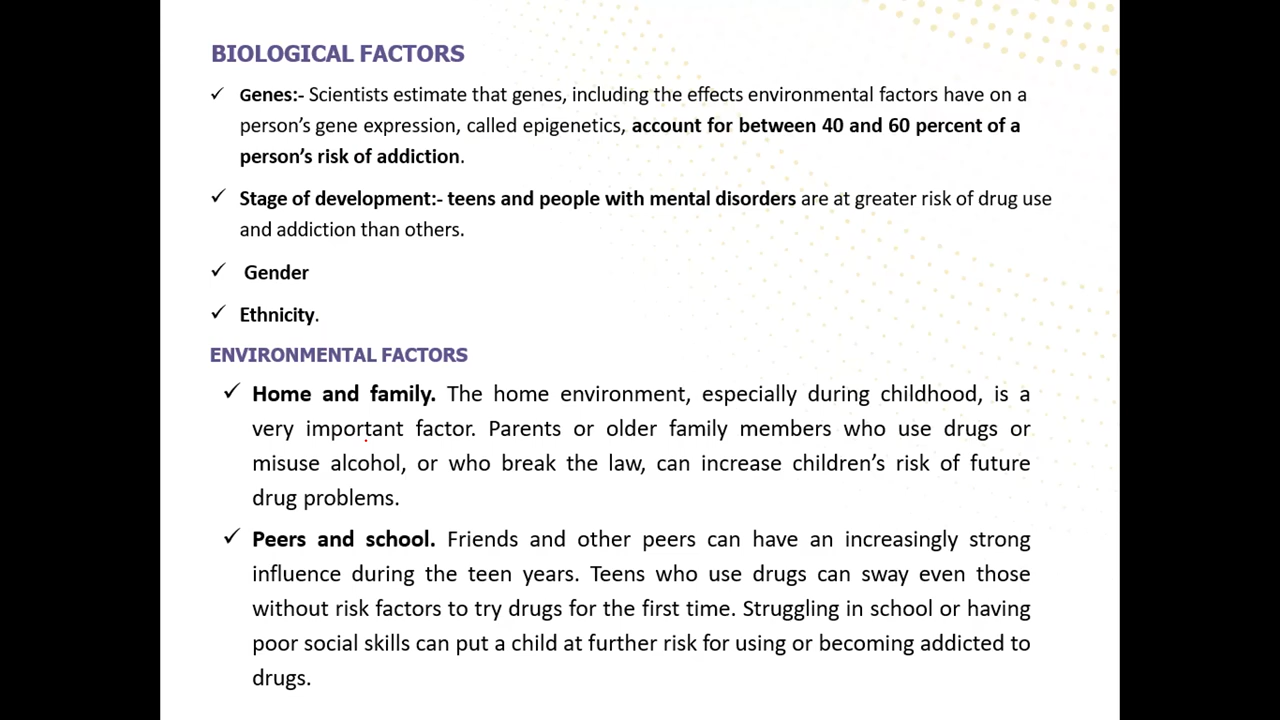 BIOLOGICAL FACTORS
✓ Genes:- Scientists estimate that genes, including the effects environmental factors have on a
person's gene expression, called epigenetics, account for between 40 and 60 percent of a
person's risk of addiction.
✓ Stage of development:- teens and people with mental disorders are at greater risk of drug use
and addiction than others.
✓ Gender
✓ Ethnicity.
ENVIRONMENTAL FACTORS
✓ Home and family. The home environment, especially during childhood, is a
very important factor. Parents or older family members who use drugs or
misuse alcohol, or who break the law, can increase children's risk of future
drug problems.
✓ Peers and school. Friends and other peers can have an increasingly strong
influence during the teen years. Teens who use drugs can sway even those
without risk factors to try drugs for the first time. Struggling in school or having
poor social skills can put a child at further risk for using or becoming addicted to
drugs.